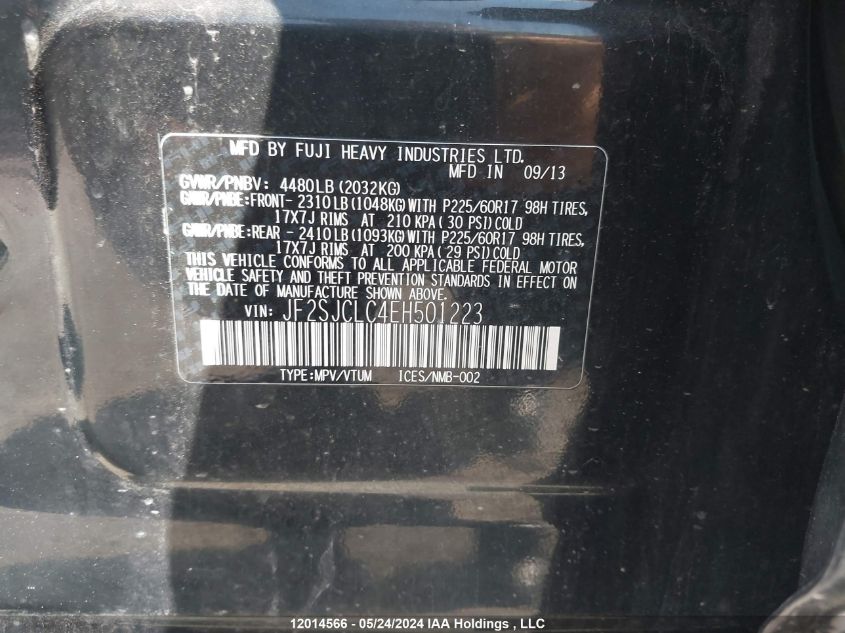 MFD BY FUJI HEAVY INDUSTRIES LTD.
MFD IN 09/13
GVWR/PNBV: 4480LB (2032KG)
GAWR/PNBE:FRONT- 2310LB (1048KG) WITH P225/60R17 98H TIRES,
17X7J RIMS AT 210 KPA ( 30 PSI) COLD
GAWR/PNBE:REAR - 2410LB (1093KG) WITH P225/60R17 98H TIRES,
17X7J RIMS AT 200 KPA ( 29 PSI) COLD
THIS VEHICLE CONFORMS TO ALL APPLICABLE FEDERAL MOTOR
VEHICLE SAFETY AND THEFT PREVENTION STANDARDS IN EFFECT ON
THE DATE OF MANUFACTURE SHOWN ABOVE.
VIN: JF2SJCLC4EH501223
TYPE:MPV/VTUM ICES/NMB-002
12014566 - 05/24/2024 IAA Holdings , LLC